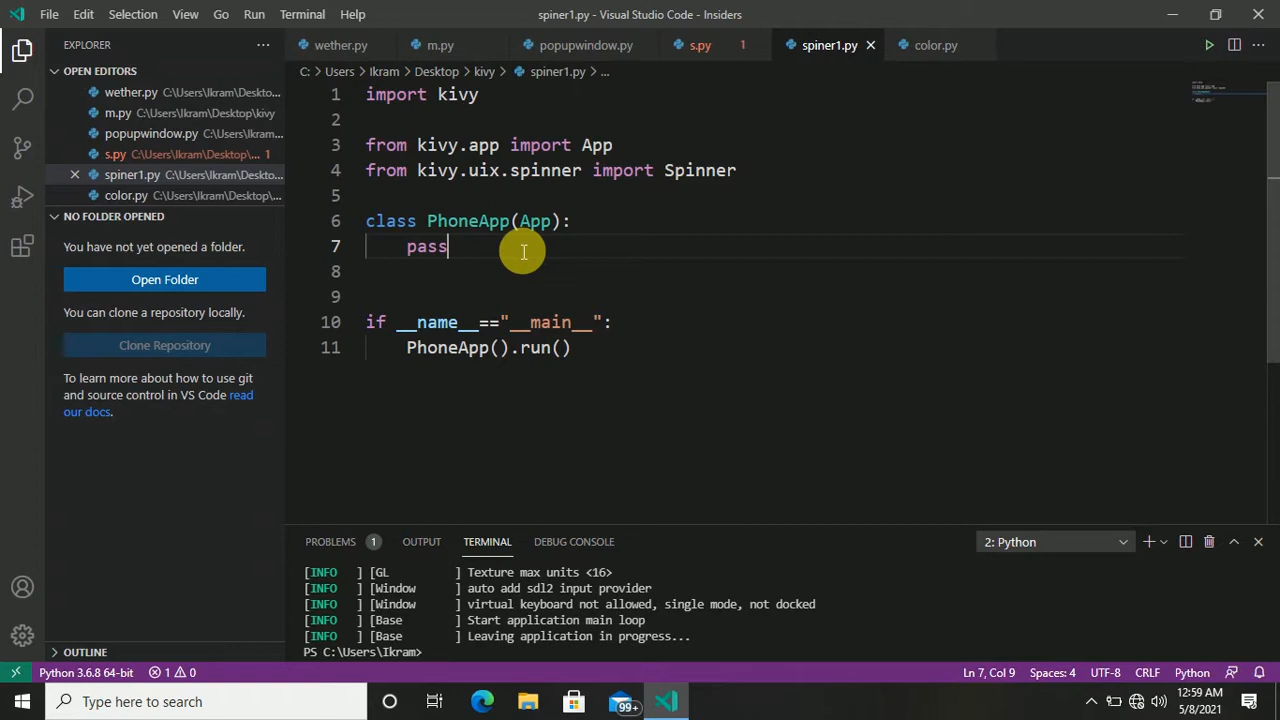 File Edit Selection View Go Run Terminal Help spiner1.py - Visual Studio Code - Insiders
EXPLORER
OPEN EDITORS
wether.py C:\Users\Ikram\Deskto...
m.py C:\Users\Ikram\Desktop\kivy
popupwindow.py C:\Users\Ikram\...
s.py C:\Users\Ikram\Desktop\... 1
spiner1.py C:\Users\Ikram\Deskto...
color.py C:\Users\Ikram\Desktop\...
NO FOLDER OPENED
You have not yet opened a folder.
Open Folder
You can clone a repository locally.
Clone Repository
To learn more about how to use git
and source control in VS Code read
our docs.
OUTLINE
wether.py m.py popupwindow.py s.py 1 spiner1.py color.py
C: > Users > Ikram > Desktop > kivy > spiner1.py > ...
1 import kivy
2
3 from kivy.app import App
4 from kivy.uix.spinner import Spinner
5
6 class PhoneApp(App):
7 pass
8
9
10 if __name__=="__main__":
11 PhoneApp().run()
PROBLEMS 1 OUTPUT TERMINAL DEBUG CONSOLE 2: Python
[INFO ] [GL ] Texture max units <16>
[INFO ] [Window ] auto add sdl2 input provider
[INFO ] [Window ] virtual keyboard not allowed, single mode, not docked
[INFO ] [Base ] Start application main loop
[INFO ] [Base ] Leaving application in progress...
PS C:\Users\Ikram>
Python 3.6.8 64-bit 1 0 Ln 7, Col 9 Spaces: 4 UTF-8 CRLF Python
Type here to search
99+
12:59 AM
5/8/2021